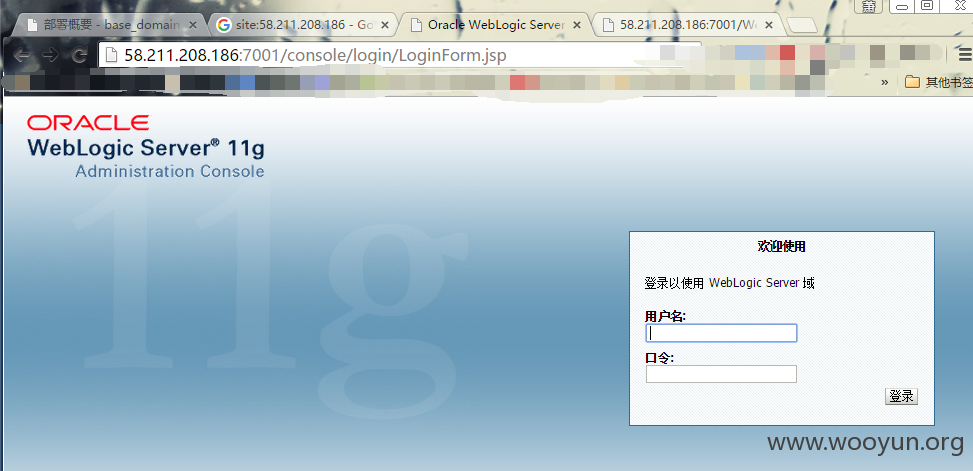 部署概要 - base_domain
site:58.211.208.186 - Go
Oracle WebLogic Server
58.211.208.186:7001/We
58.211.208.186:7001/console/login/LoginForm.jsp
»
其他书签
ORACLE
WebLogic Server® 11g
Administration Console
11g
欢迎使用
登录以使用 WebLogic Server 域
用户名:
口令:
登录
www.wooyun.org